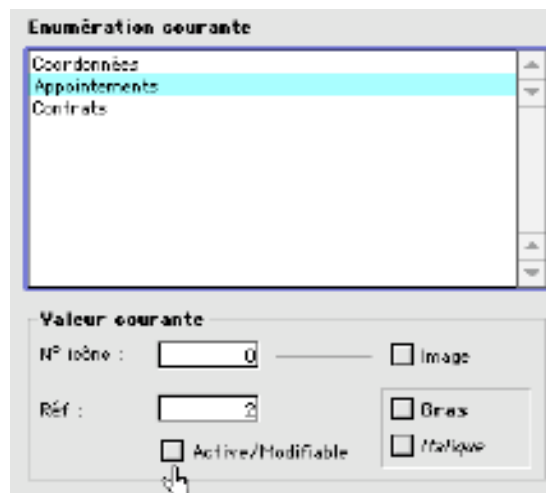 Enumération courante
Coordonnées
Appointements
Contrats
Valeur courante
N° icône : 0 Image
Réf : 2 Gras
Active/Modifiable Italique